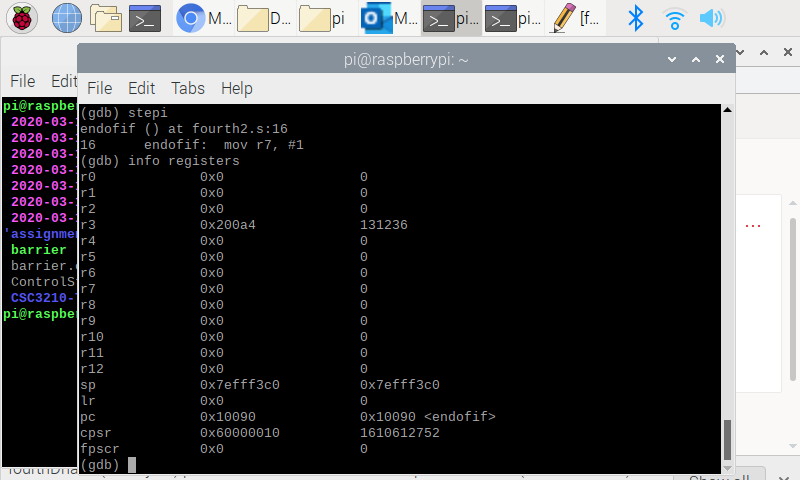 M... D... pi M... pi... pi... [f...
pi@raspberrypi: ~
File Edit Tabs Help
File Edit
(gdb) stepi
endofif () at fourth2.s:16
16      endofif:  mov r7, #1
(gdb) info registers
r0 0x0 0
r1 0x0 0
r2 0x0 0
r3 0x200a4 131236
r4 0x0 0
r5 0x0 0
r6 0x0 0
r7 0x0 0
r8 0x0 0
r9 0x0 0
r10 0x0 0
r11 0x0 0
r12 0x0 0
sp 0x7efff3c0 0x7efff3c0
lr 0x0 0
pc 0x10090 0x10090 <endofif>
cpsr 0x60000010 1610612752
fpscr 0x0 0
(gdb)
pi@raspber
2020-03-
2020-03-
2020-03-
2020-03-
2020-03-
2020-03-
2020-03-
'assignme
barrier
barrier.
ControlS
CSC3210-
pi@raspber
...
Show all